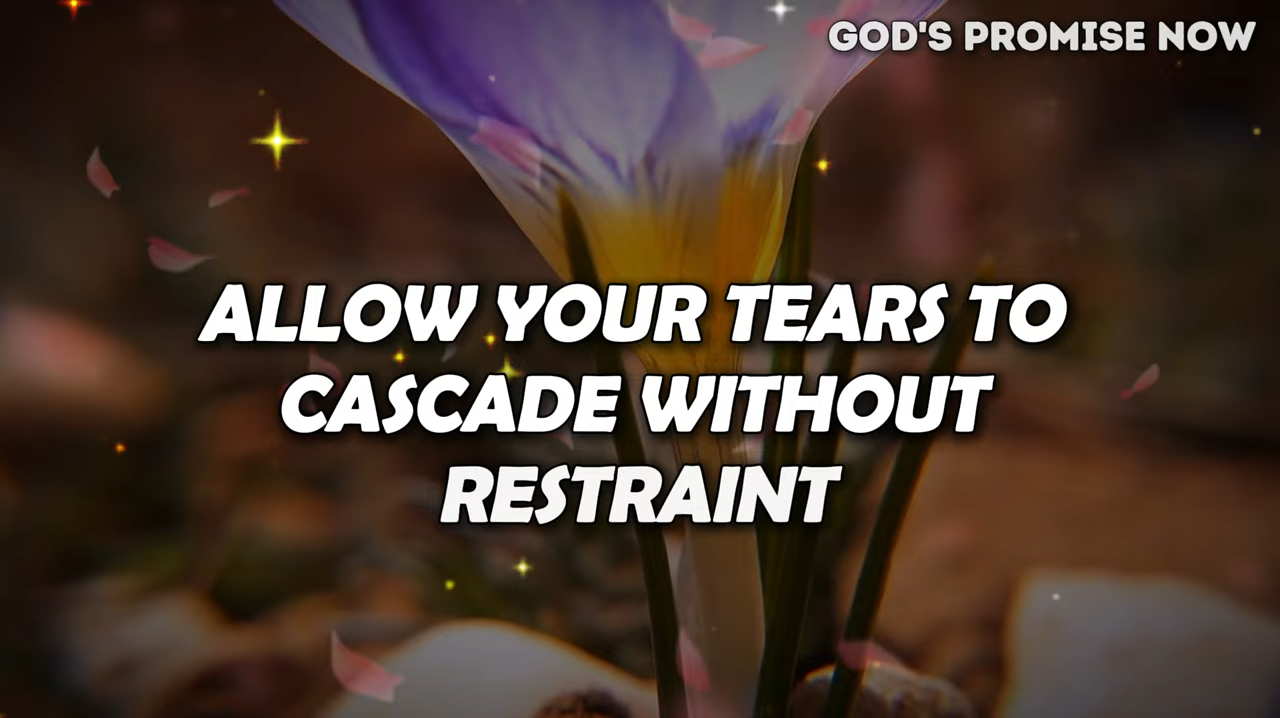 GOD'S PROMISE NOW
ALLOW YOUR TEARS TO
CASCADE WITHOUT
RESTRAINT